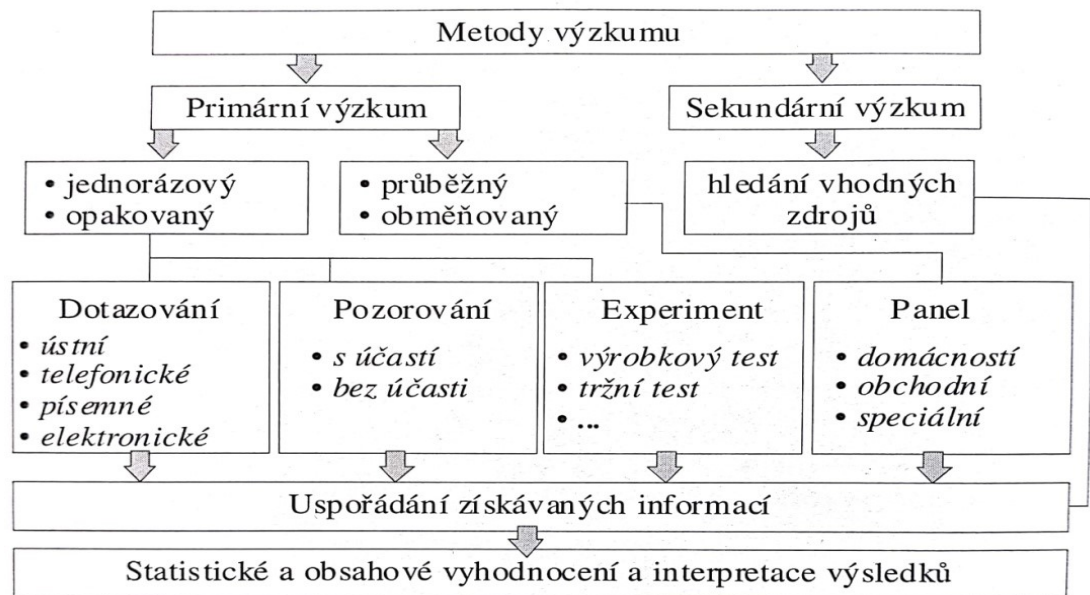 Metody výzkumu
Primární výzkum
Sekundární výzkum
• jednorázový
• opakovaný
• průběžný
• obměňovaný
hledání vhodných
zdrojů
Dotazování
• ústní
• telefonické
• písemné
• elektronické
Pozorování
• s účastí
• bez účasti
Experiment
• výrobkový test
• tržní test
• ...
Panel
• domácností
• obchodní
• speciální
Uspořádání získávaných informací
Statistické a obsahové vyhodnocení a interpretace výsledků